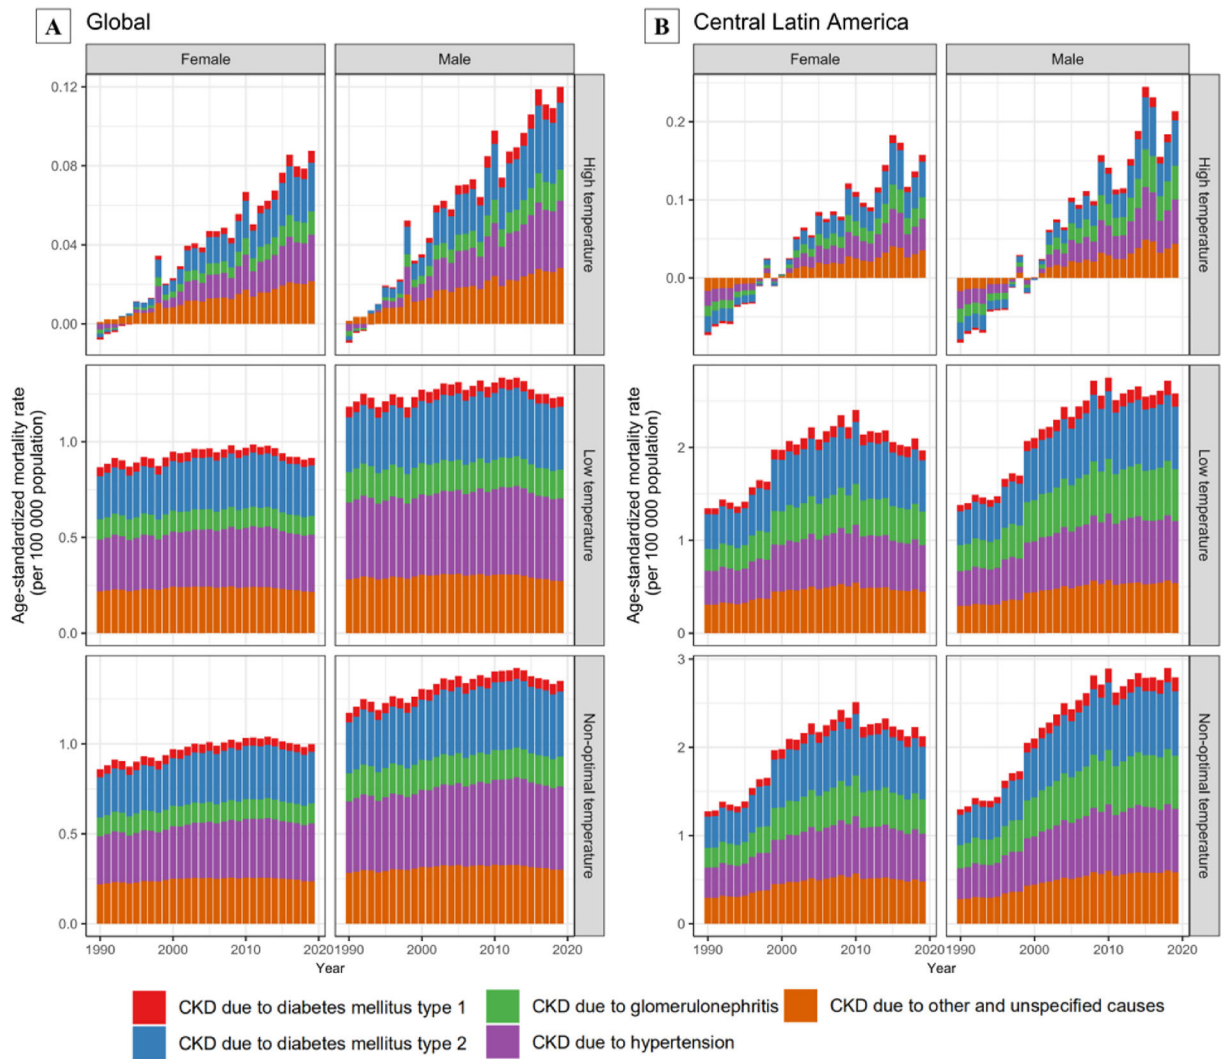 A Global
B Central Latin America
Female
Male
Female
Male
0.12
0.08
0.04
0.00
High temperature
0.2
0.1
0.0
High temperature
Age-standardized mortality rate
(per 100 000 population)
1.0
0.5
0.0
Low temperature
Age-standardized mortality rate
(per 100 000 population)
2
1
0
Low temperature
1.0
0.5
0.0
Non-optimal temperature
3
2
1
0
Non-optimal temperature
1990 2000 2010 2020 1990 2000 2010 2020
1990 2000 2010 2020 1990 2000 2010 2020
Year
Year
CKD due to diabetes mellitus type 1
CKD due to glomerulonephritis
CKD due to other and unspecified causes
CKD due to diabetes mellitus type 2
CKD due to hypertension